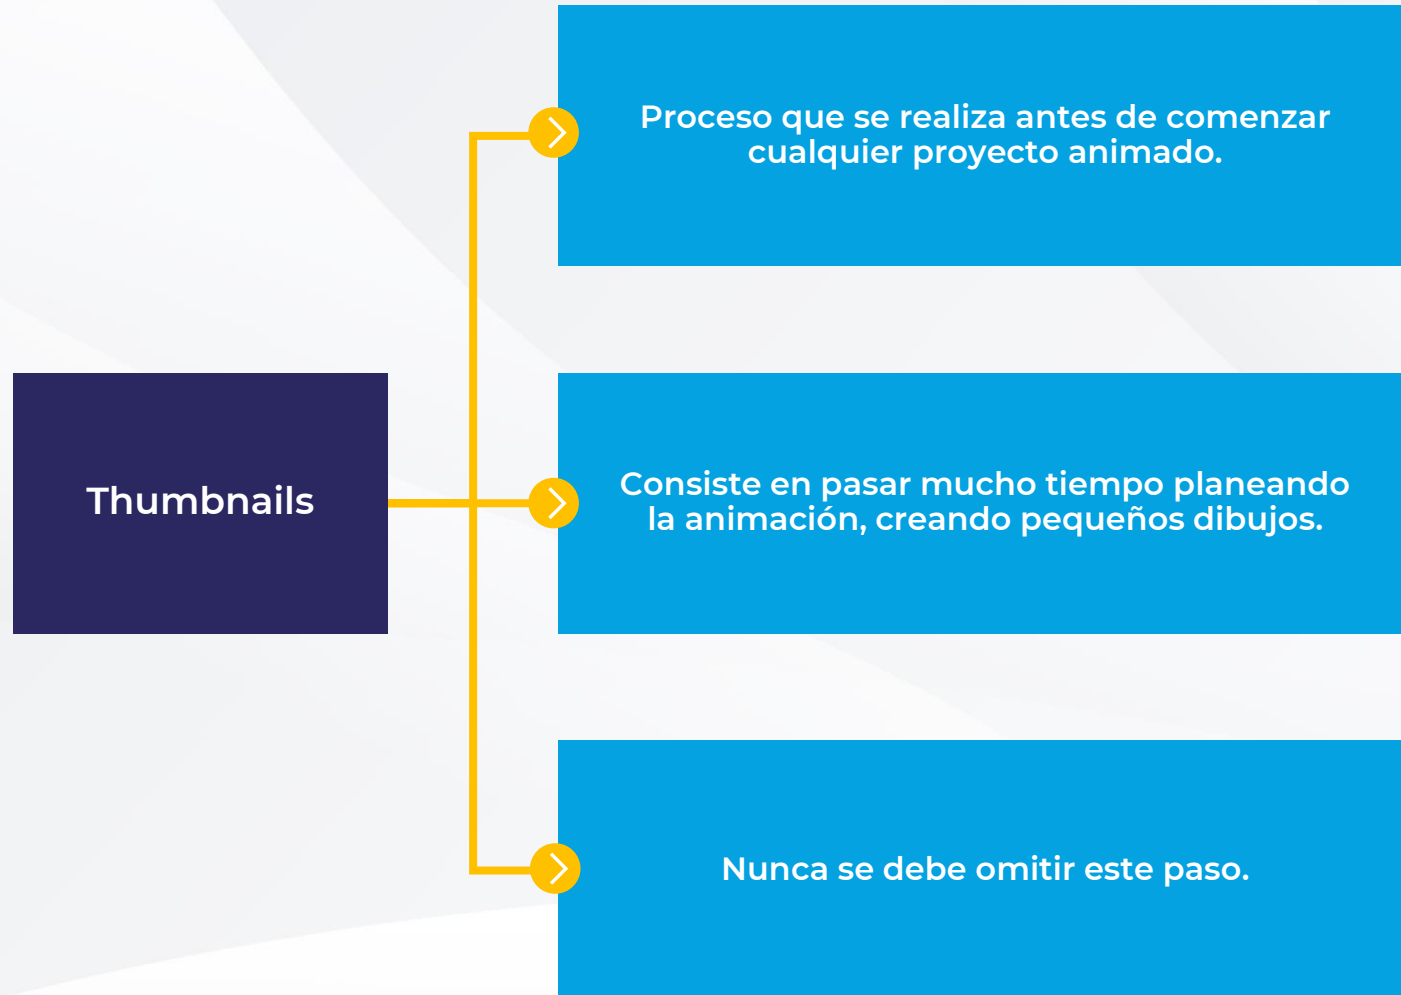 Proceso que se realiza antes de comenzar
cualquier proyecto animado.
Thumbnails
Consiste en pasar mucho tiempo planeando
la animación, creando pequeños dibujos.
Nunca se debe omitir este paso.